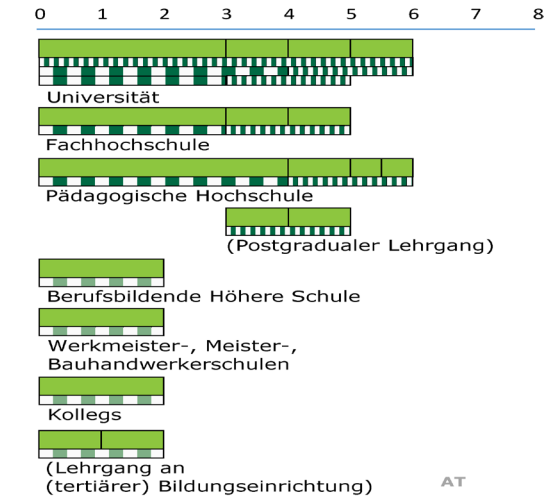 0 1 2 3 4 5 6 7 8
Universität
Fachhochschule
Pädagogische Hochschule
(Postgradualer Lehrgang)
Berufsbildende Höhere Schule
Werkmeister-, Meister-,
Bauhandwerkerschulen
Kollegs
(Lehrgang an
(tertiärer) Bildungseinrichtung)
AT